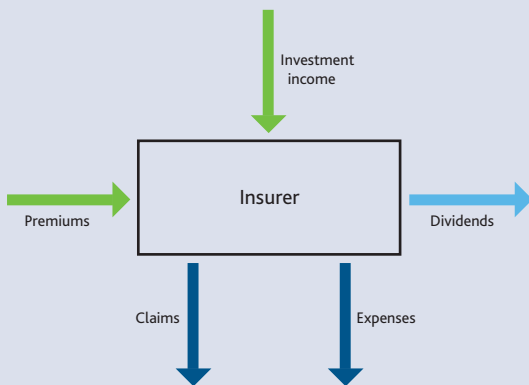 Investment
income
Insurer
Premiums
Dividends
Claims
Expenses